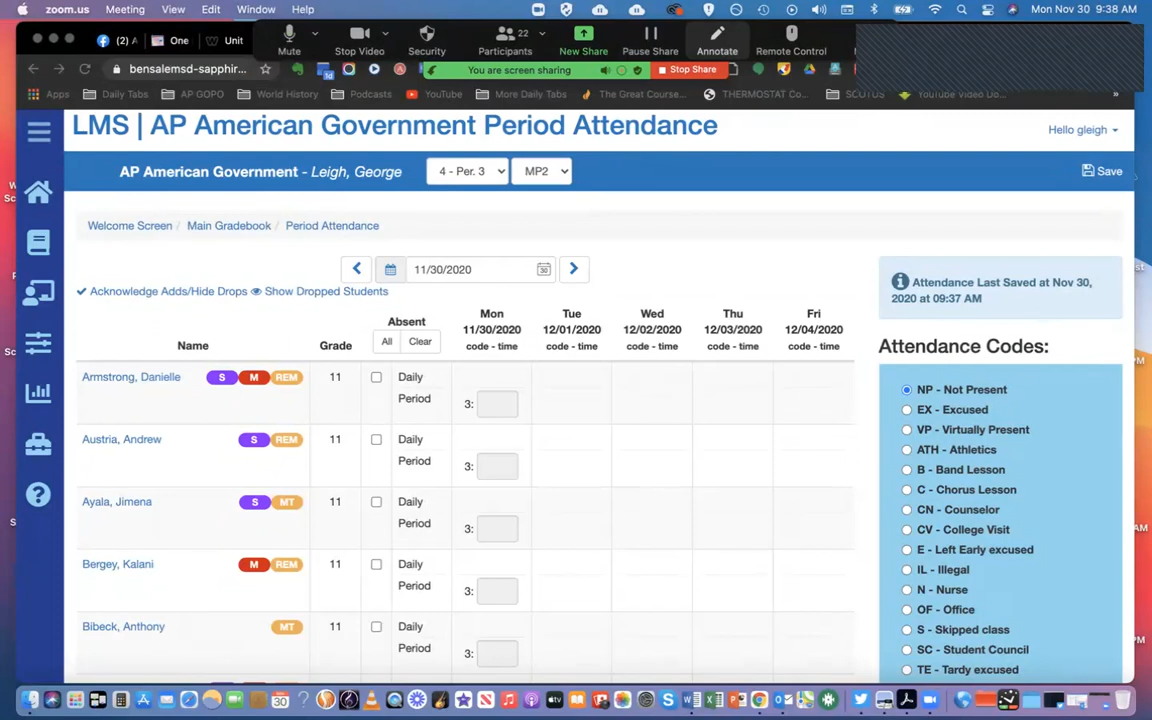 zoom.us Meeting View Edit Window Help Mon Nov 30 9:38 AM
Mute Stop Video Security Participants 22 New Share Pause Share Annotate Remote Control
(2) One Unit
You are screen sharing Stop Share
bensalemsd-sapphir...
Apps Daily Tabs AP GOPO World History Podcasts YouTube More Daily Tabs The Great Course... THERMOSTAT Co... SCOTUS YouTube Video Do... »
LMS | AP American Government Period Attendance
Hello gleigh
AP American Government - Leigh, George 4 - Per. 3 MP2 Save
Welcome Screen / Main Gradebook / Period Attendance
11/30/2020
Acknowledge Adds/Hide Drops Show Dropped Students
Attendance Last Saved at Nov 30,
2020 at 09:37 AM
Name Grade Absent All Clear
Mon 11/30/2020 code - time
Tue 12/01/2020 code - time
Wed 12/02/2020 code - time
Thu 12/03/2020 code - time
Fri 12/04/2020 code - time
Armstrong, Danielle S M REM 11 Daily
Period 3:
Austria, Andrew S REM 11 Daily
Period 3:
Ayala, Jimena S MT 11 Daily
Period 3:
Bergey, Kalani M REM 11 Daily
Period 3:
Bibeck, Anthony MT 11 Daily
Period 3:
Attendance Codes:
NP - Not Present
EX - Excused
VP - Virtually Present
ATH - Athletics
B - Band Lesson
C - Chorus Lesson
CN - Counselor
CV - College Visit
E - Left Early excused
IL - Illegal
N - Nurse
OF - Office
S - Skipped class
SC - Student Council
TE - Tardy excused